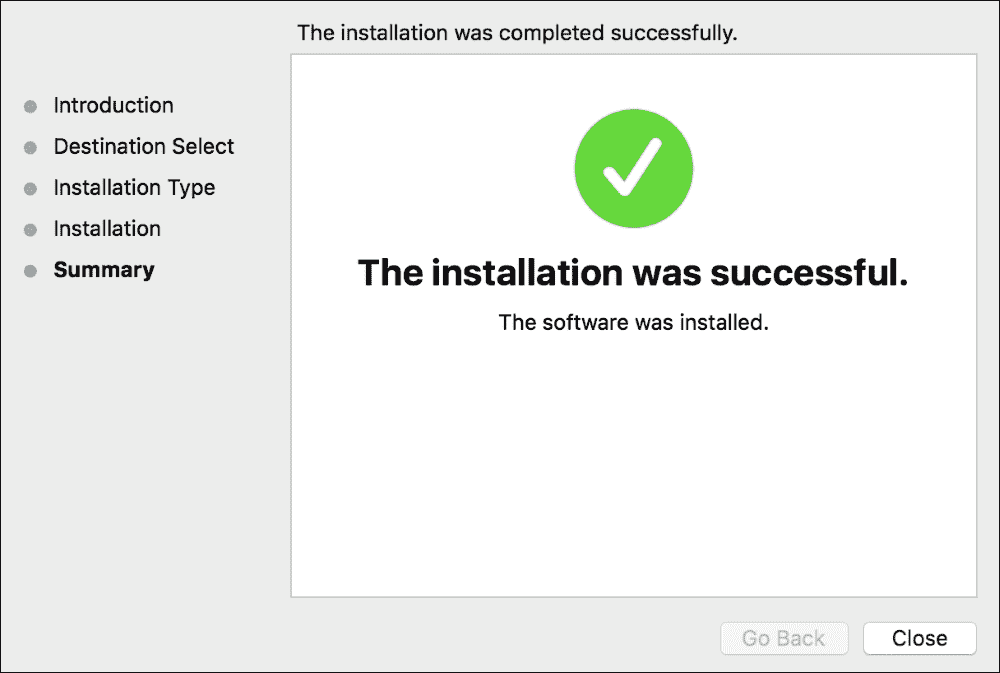 The installation was completed successfully.
Introduction
Destination Select
Installation Type
Installation
Summary
The installation was successful.
The software was installed.
Go Back
Close